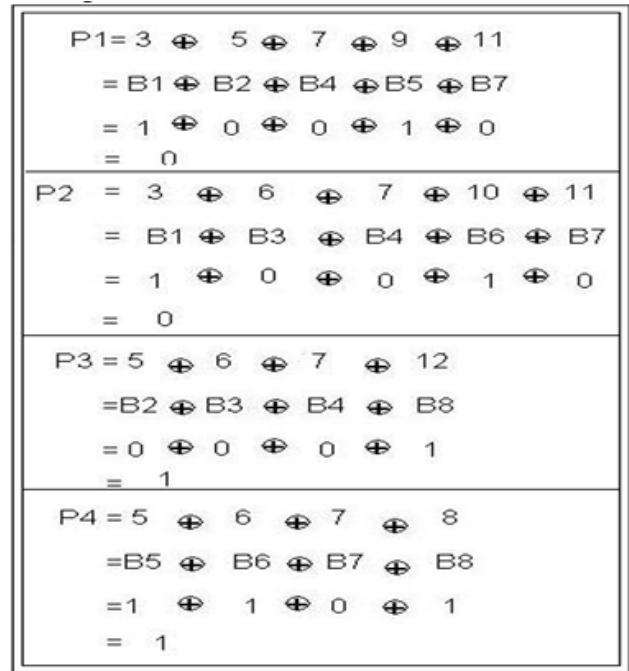 P1= 3 ⊕ 5 ⊕ 7 ⊕ 9 ⊕ 11
= B1 ⊕ B2 ⊕ B4 ⊕ B5 ⊕ B7
= 1 ⊕ 0 ⊕ 0 ⊕ 1 ⊕ 0
= 0
P2 = 3 ⊕ 6 ⊕ 7 ⊕ 10 ⊕ 11
= B1 ⊕ B3 ⊕ B4 ⊕ B6 ⊕ B7
= 1 ⊕ 0 ⊕ 0 ⊕ 1 ⊕ 0
= 0
P3 = 5 ⊕ 6 ⊕ 7 ⊕ 12
=B2 ⊕ B3 ⊕ B4 ⊕ B8
= 0 ⊕ 0 ⊕ 0 ⊕ 1
= 1
P4 = 5 ⊕ 6 ⊕ 7 ⊕ 8
=B5 ⊕ B6 ⊕ B7 ⊕ B8
=1 ⊕ 1 ⊕ 0 ⊕ 1
= 1